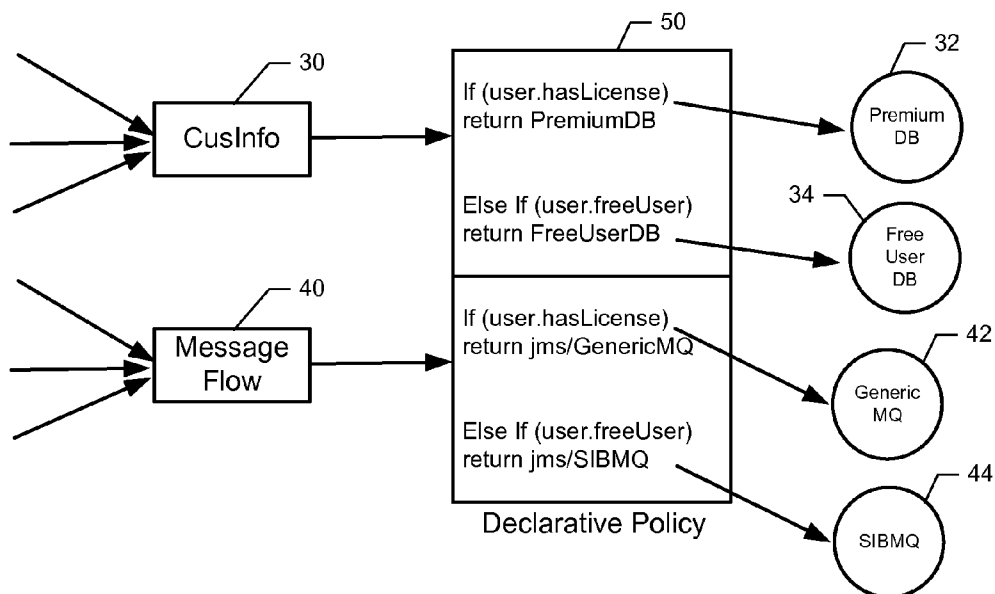 50
32
30
If (user.hasLicense)
return PremiumDB
Premium
DB
CusInfo
Else If (user.freeUser)
return FreeUserDB
34
Free
User
DB
40
If (user.hasLicense)
return jms/GenericMQ
42
Message
Flow
Generic
MQ
Else If (user.freeUser)
return jms/SIBMQ
44
SIBMQ
Declarative Policy